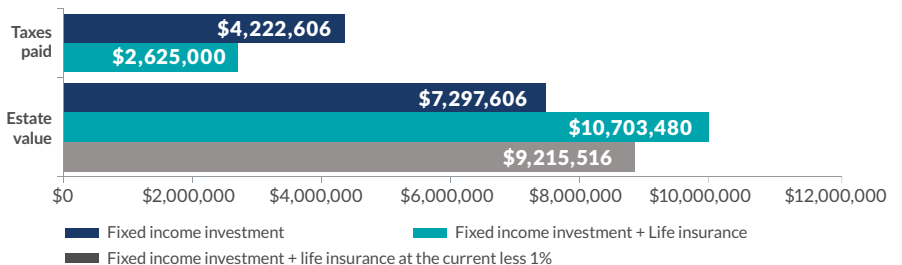 Taxes
paid
$4,222,606
$2,625,000
Estate
value
$7,297,606
$10,703,480
$9,215,516
$0 $2,000,000 $4,000,000 $6,000,000 $8,000,000 $10,000,000 $12,000,000
Fixed income investment Fixed income investment + Life insurance
Fixed income investment + life insurance at the current less 1%